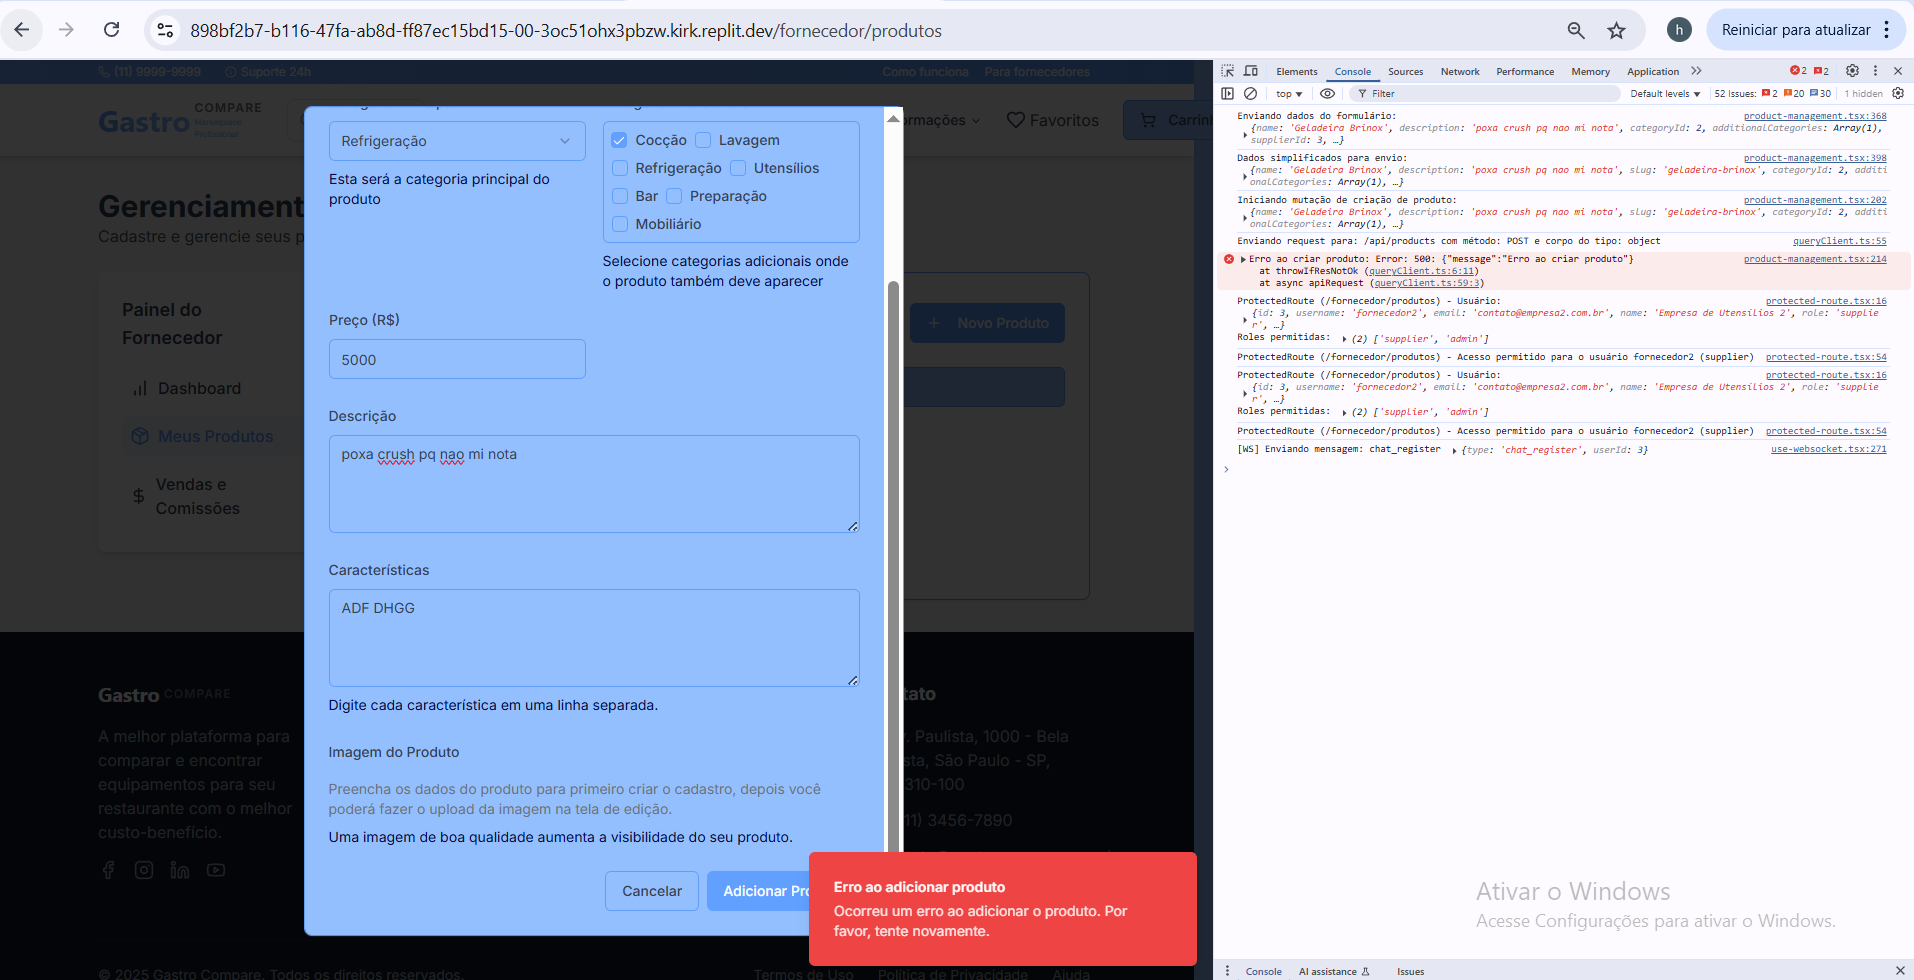 898bf2b7-b116-47fa-ab8d-ff87ec15bd15-00-3oc51ohx3pbzw.kirk.replit.dev/fornecedor/produtos
h
Reiniciar para atualizar
(11) 9999-9999
Suporte 24h
Como funciona
Para fornecedores
Gastro COMPARE
Marketplace
Profissional
ormações
Favoritos
Carrinh
Gerenciament
Cadastre e gerencie seus p
Painel do
Fornecedor
Dashboard
Meus Produtos
Vendas e
Comissões
Novo Produto
Refrigeração
Esta será a categoria principal do
produto
Cocção
Lavagem
Refrigeração
Utensílios
Bar
Preparação
Mobiliário
Selecione categorias adicionais onde
o produto também deve aparecer
Preço (R$)
5000
Descrição
poxa crush pq nao mi nota
Características
ADF DHGG
Digite cada característica em uma linha separada.
Imagem do Produto
Preencha os dados do produto para primeiro criar o cadastro, depois você
poderá fazer o upload da imagem na tela de edição.
Uma imagem de boa qualidade aumenta a visibilidade do seu produto.
Cancelar
Adicionar Pro
Erro ao adicionar produto
Ocorreu um erro ao adicionar o produto. Por
favor, tente novamente.
Gastro COMPARE
A melhor plataforma para
comparar e encontrar
equipamentos para seu
restaurante com o melhor
custo-benefício.
tato
. Paulista, 1000 - Bela
sta, São Paulo - SP,
310-100
11) 3456-7890
© 2025 Gastro Compare. Todos os direitos reservados.
Termos de Uso
Política de Privacidade
Ajuda
Elements
Console
Sources
Network
Performance
Memory
Application
2
2
top
Filter
Default levels
52 Issues:
2
20
30
1 hidden
Enviando dados do formulário:
product-management.tsx:368
{name: 'Geladeira Brinox', description: 'poxa crush pq nao mi nota', categoryId: 2, additionalCategories: Array(1),
supplierId: 3, …}
Dados simplificados para envio:
product-management.tsx:398
{name: 'Geladeira Brinox', description: 'poxa crush pq nao mi nota', slug: 'geladeira-brinox', categoryId: 2, additi
onalCategories: Array(1), …}
Iniciando mutação de criação de produto:
product-management.tsx:202
{name: 'Geladeira Brinox', description: 'poxa crush pq nao mi nota', slug: 'geladeira-brinox', categoryId: 2, additi
onalCategories: Array(1), …}
Enviando request para: /api/products com método: POST e corpo do tipo: object
queryClient.ts:55
Erro ao criar produto: Error: 500: {"message":"Erro ao criar produto"}
product-management.tsx:214
at throwIfResNotOk (queryClient.ts:6:11)
at async apiRequest (queryClient.ts:59:3)
ProtectedRoute (/fornecedor/produtos) - Usuário:
protected-route.tsx:16
{id: 3, username: 'fornecedor2', email: 'contato@empresa2.com.br', name: 'Empresa de Utensílios 2', role: 'supplie
r', …}
Roles permitidas: (2) ['supplier', 'admin']
ProtectedRoute (/fornecedor/produtos) - Acesso permitido para o usuário fornecedor2 (supplier)
protected-route.tsx:54
ProtectedRoute (/fornecedor/produtos) - Usuário:
protected-route.tsx:16
{id: 3, username: 'fornecedor2', email: 'contato@empresa2.com.br', name: 'Empresa de Utensílios 2', role: 'supplie
r', …}
Roles permitidas: (2) ['supplier', 'admin']
ProtectedRoute (/fornecedor/produtos) - Acesso permitido para o usuário fornecedor2 (supplier)
protected-route.tsx:54
[WS] Enviando mensagem: chat_register {type: 'chat_register', userId: 3}
use-websocket.tsx:271
Ativar o Windows
Acesse Configurações para ativar o Windows.
Console
AI assistance
Issues